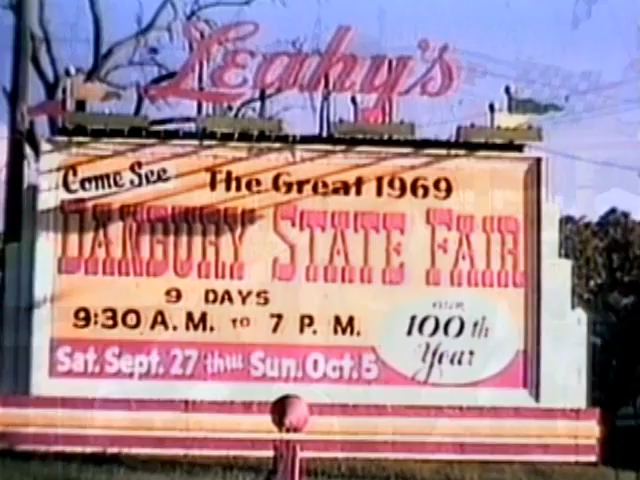 Leahy's
Come See The Great 1969
DANBURY STATE FAIR
9 DAYS
9:30 A.M. TO 7 P.M.
OUR
100th
Year
Sat. Sept. 27 thru Sun. Oct. 5